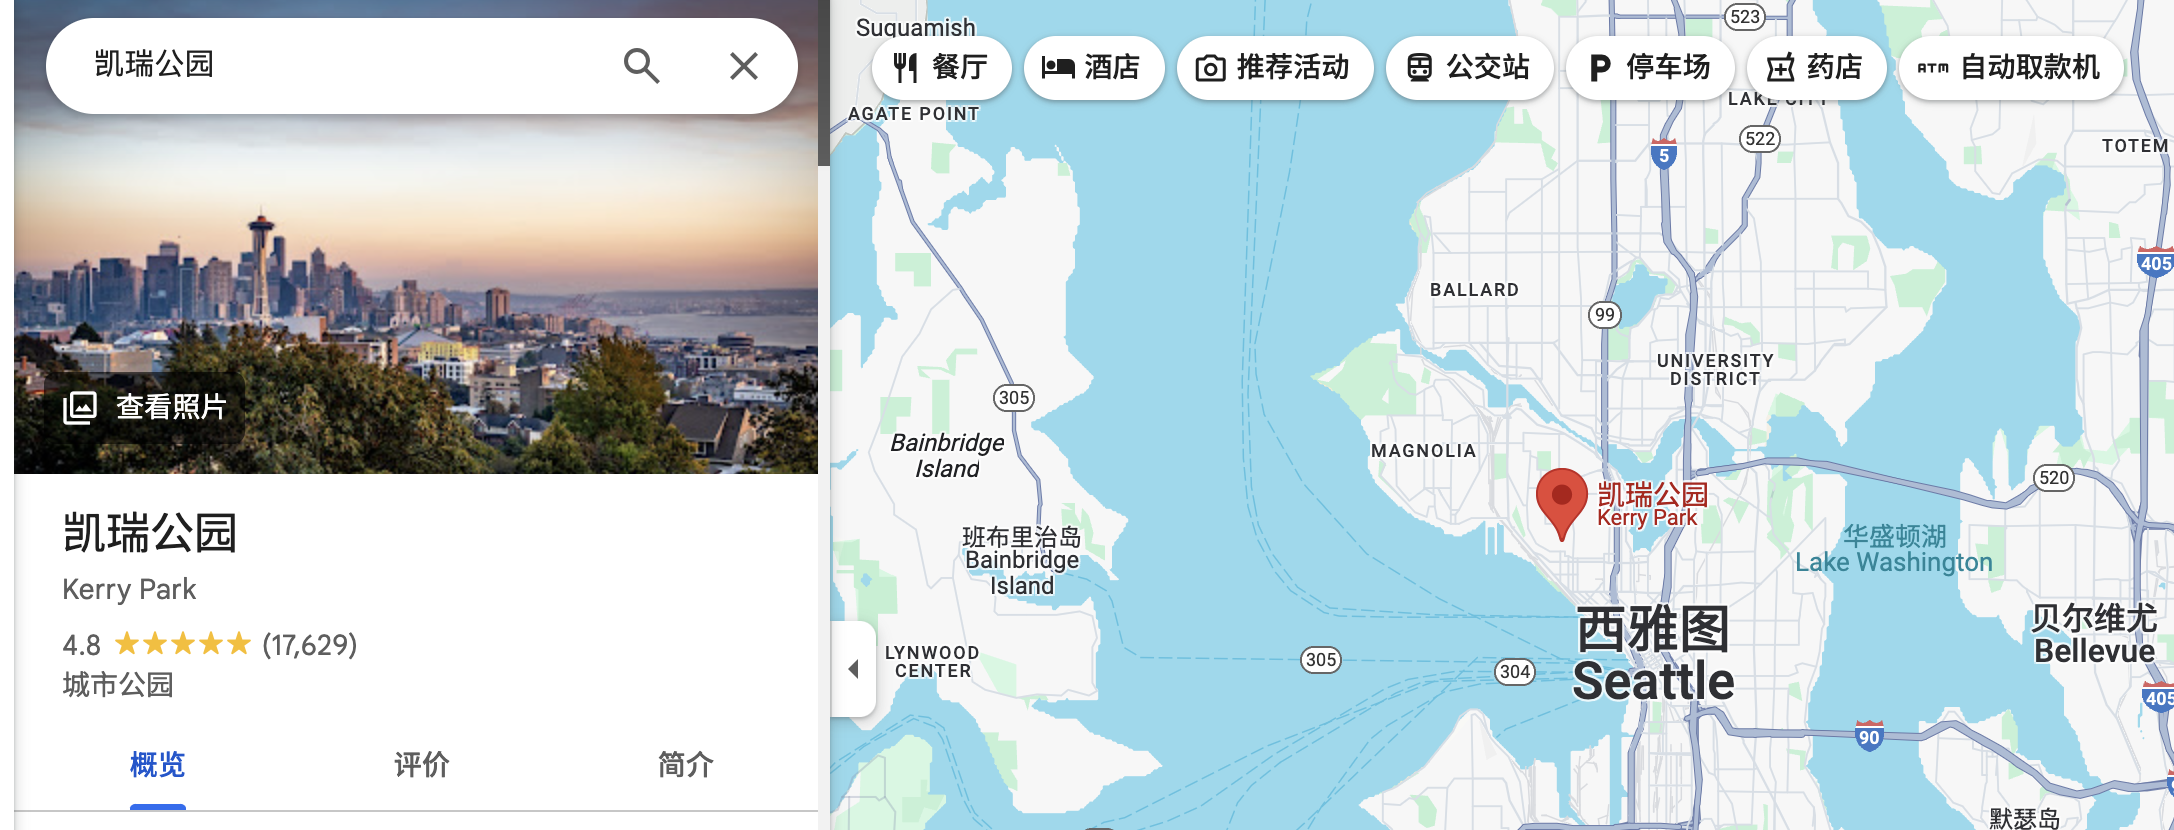 凯瑞公园
查看照片
凯瑞公园
Kerry Park
4.8 ★★★★★ (17,629)
城市公园
概览
评价
简介
餐厅
酒店
推荐活动
公交站
P 停车场
药店
ATM 自动取款机
Suquamish
523
AGATE POINT
LAKE CITY
522
5
TOTEM
405
BALLARD
99
UNIVERSITY
DISTRICT
305
Bainbridge
Island
MAGNOLIA
凯瑞公园
Kerry Park
520
班布里治岛
Bainbridge
Island
华盛顿湖
Lake Washington
西雅图
Seattle
贝尔维尤
Bellevue
LYNWOOD
CENTER
305
304
405
90
默瑟岛